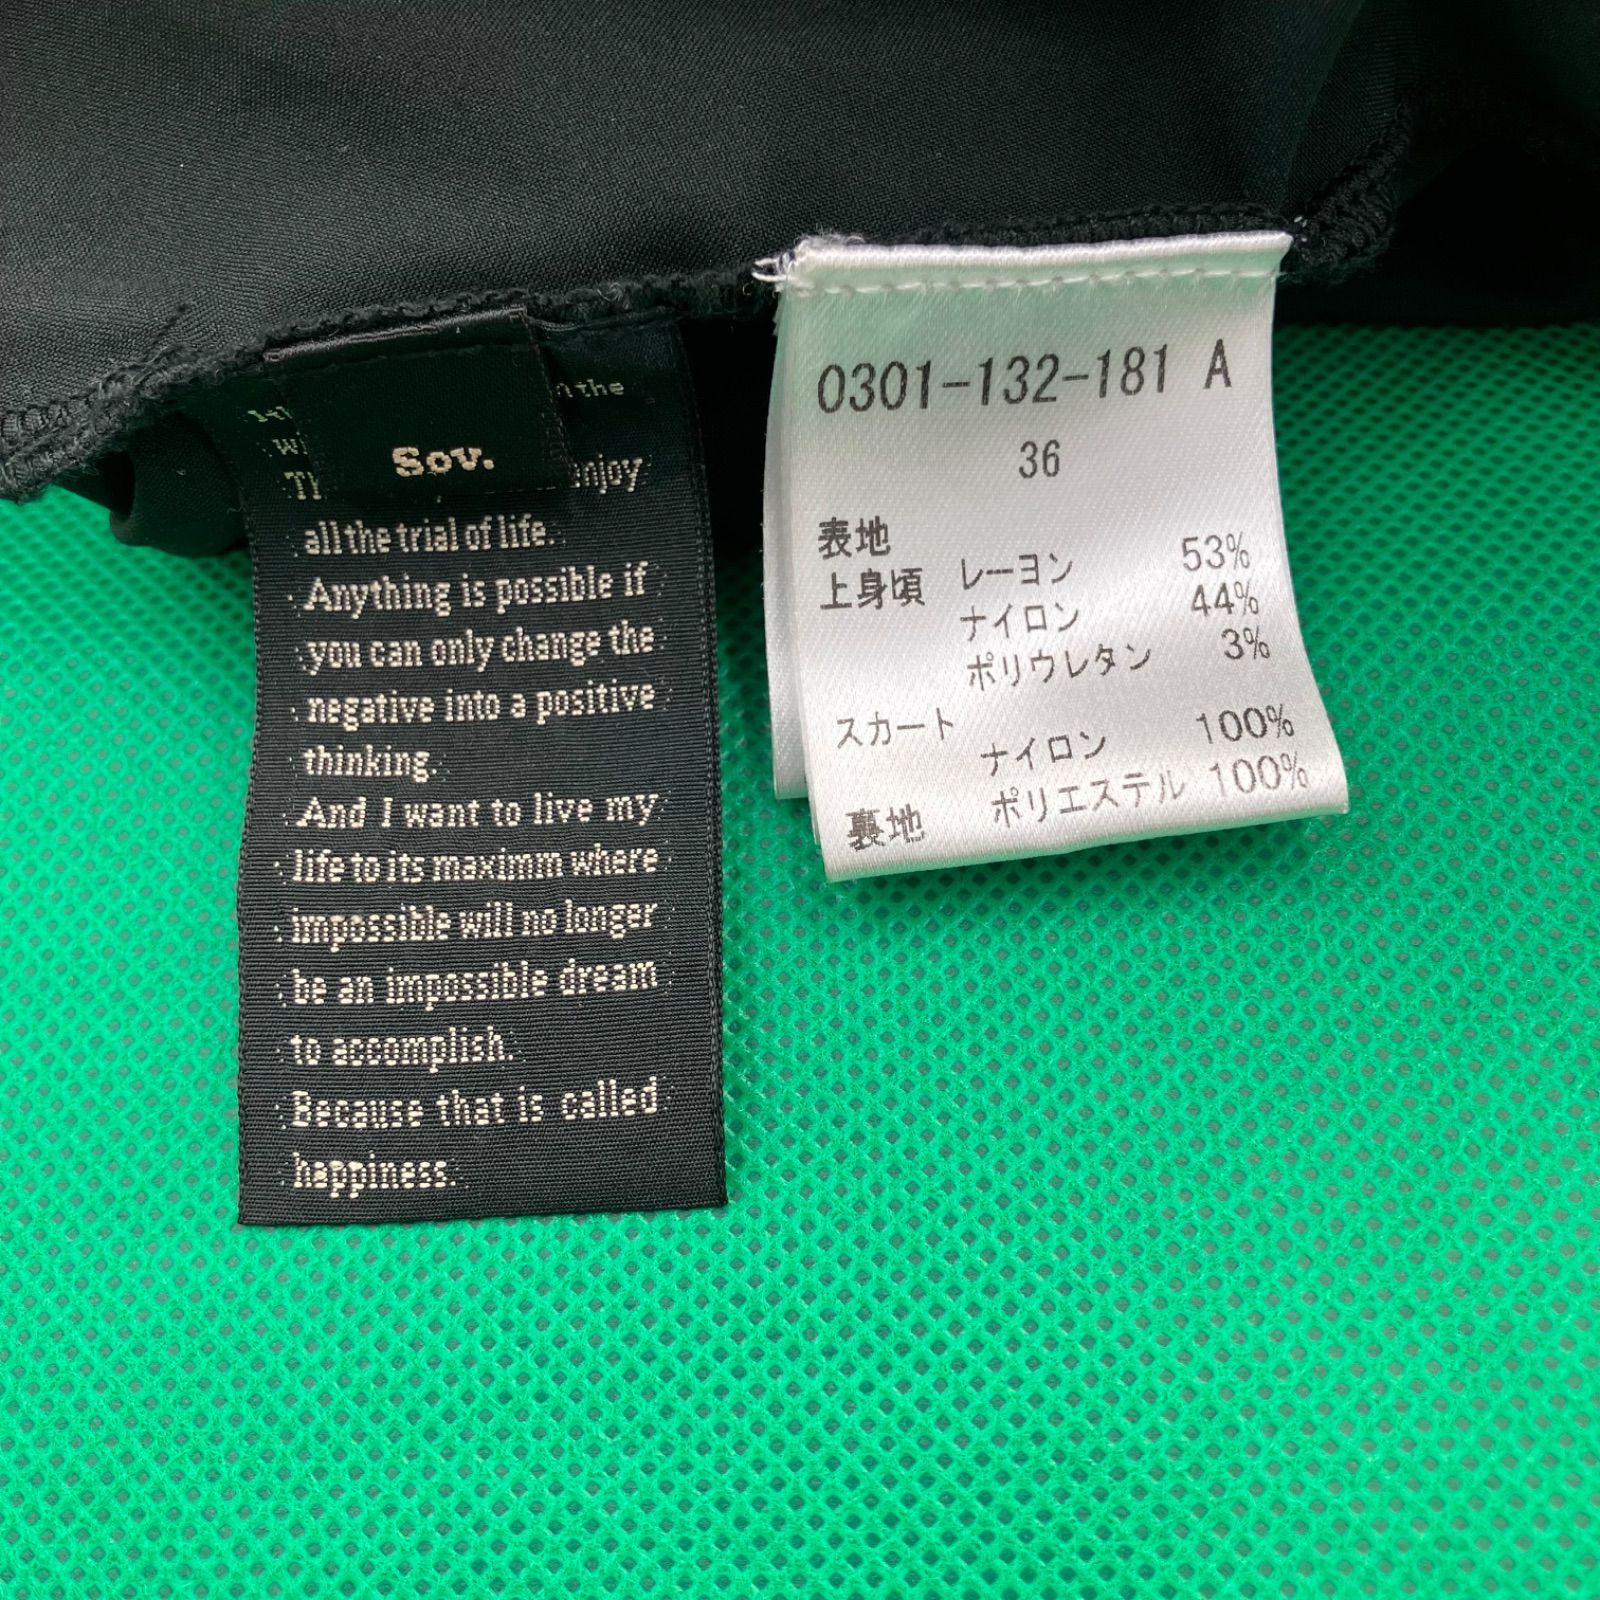 the
Sov.
all the trial of life.
Anything is possible if
you can only change the
negative into a positive
thinking.
And I want to live my
life to its maximm where
impossible will no longer
be an impossible dream
to accomplish.
Because that is called
happiness.
0301-132-181 A
36
表地
上身頃 レーヨン 53%
ナイロン 44%
ポリウレタン 3%
スカート
ナイロン 100%
裏地 ポリエステル 100%